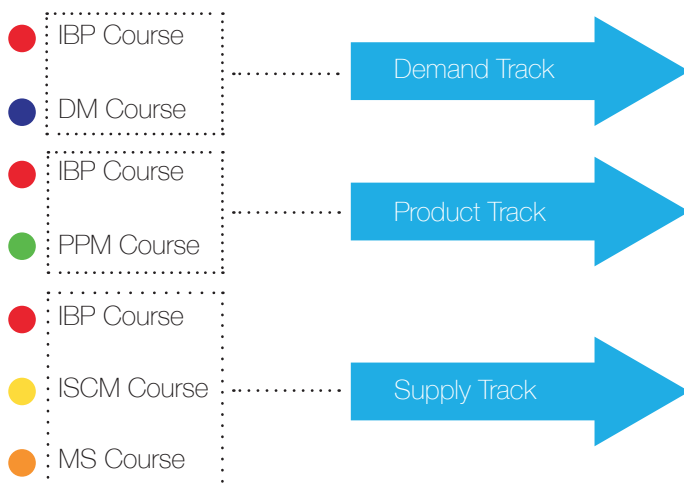 IBP Course
Demand Track
DM Course
IBP Course
Product Track
PPM Course
IBP Course
ISCM Course
Supply Track
MS Course